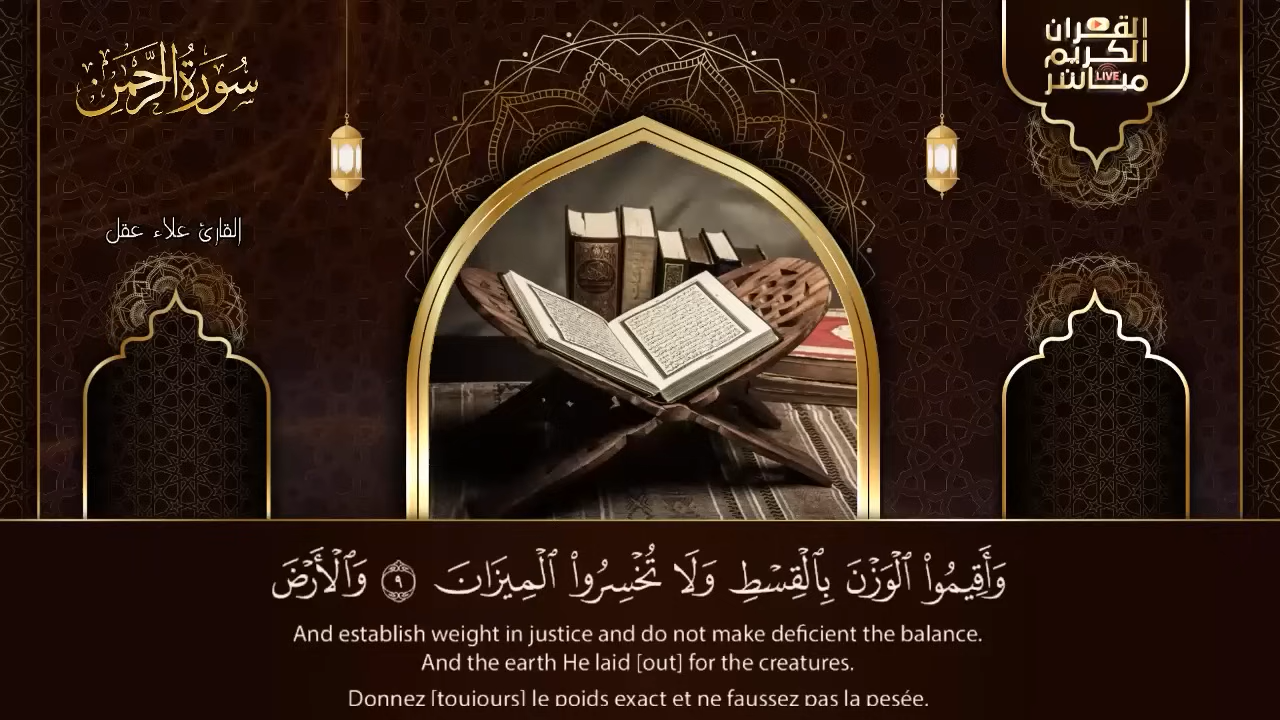 سُورَةُ الرَّحْمٰن
القرآن
الكريم
مباشر
LIVE
القارئ علاء عقل
وَأَقِيمُوا۟ ٱلْوَزْنَ بِٱلْقِسْطِ وَلَا تُخْسِرُوا۟ ٱلْمِيزَانَ ٩ وَٱلْأَرْضَ
And establish weight in justice and do not make deficient the balance.
And the earth He laid [out] for the creatures.
Donnez [toujours] le poids exact et ne faussez pas la pesée.